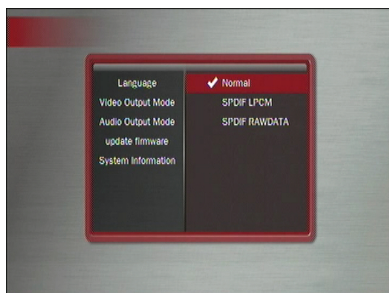 Language
Video Output Mode
Audio Output Mode
update firmware
System Information
Normal
SPDIF LPCM
SPDIF RAWDATA